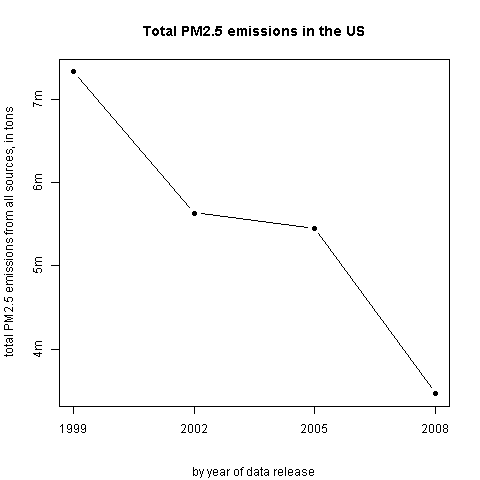 Total PM2.5 emissions in the US
total PM2.5 emissions from all sources, in tons
7m
6m
5m
4m
1999 2002 2005 2008
by year of data release